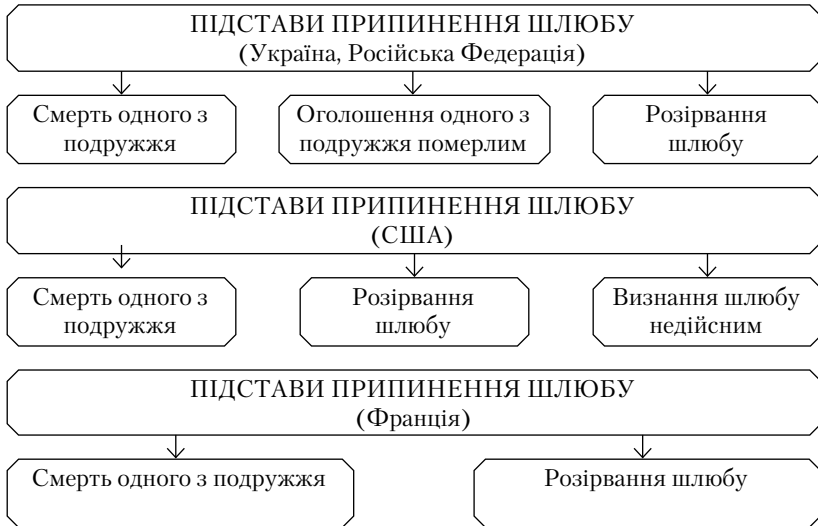 ПІДСТАВИ ПРИПИНЕННЯ ШЛЮБУ
(Україна, Російська Федерація)
Смерть одного з
подружжя
Оголошення одного з
подружжя померлим
Розірвання
шлюбу
ПІДСТАВИ ПРИПИНЕННЯ ШЛЮБУ
(США)
Смерть одного з
подружжя
Розірвання
шлюбу
Визнання шлюбу
недійсним
ПІДСТАВИ ПРИПИНЕННЯ ШЛЮБУ
(Франція)
Смерть одного з подружжя
Розірвання шлюбу